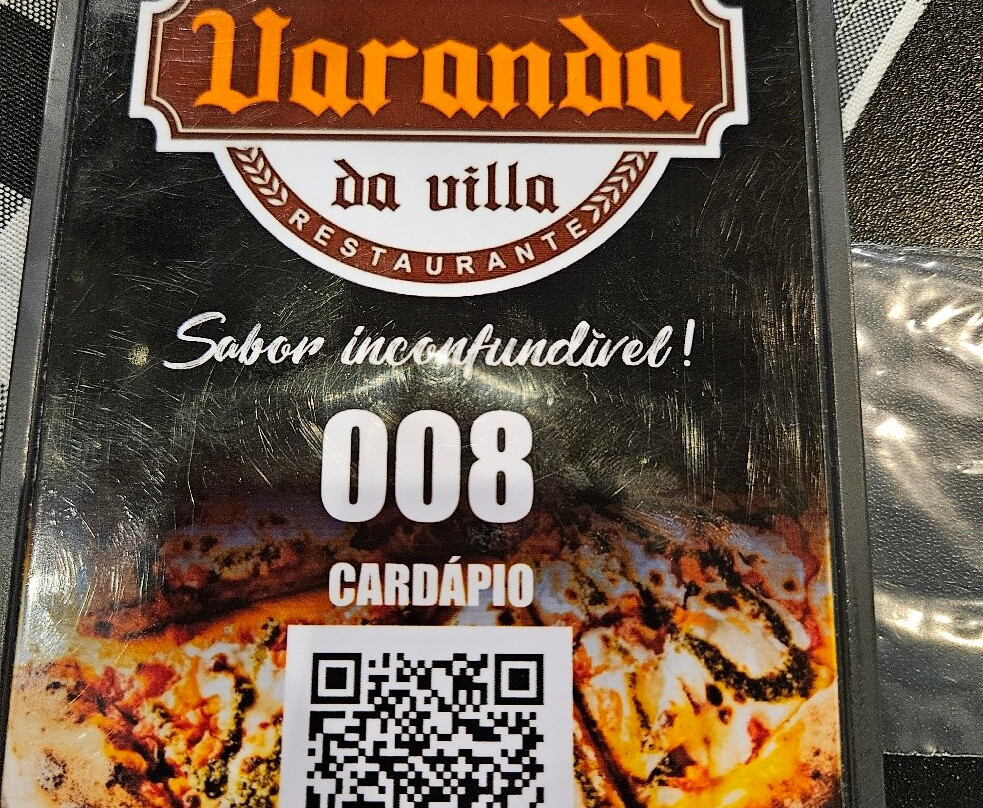 Varanda
da villa
RESTAURANTE
Sabor inconfundível!
008
CARDÁPIO